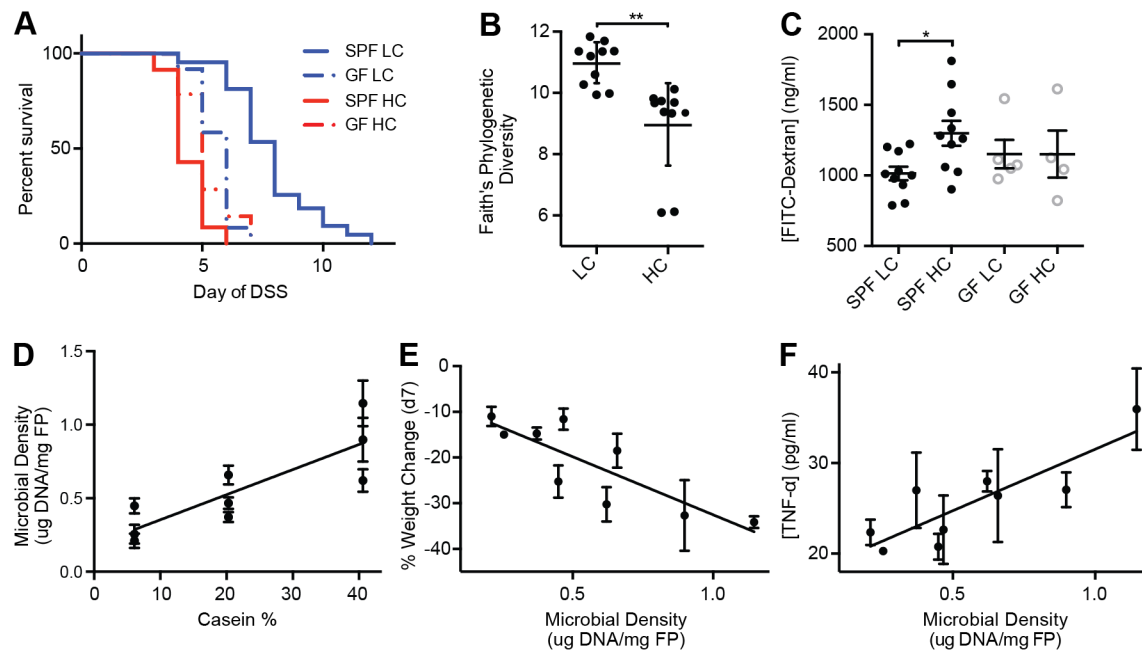 A
Percent survival
100
50
0
0
5
10
Day of DSS
SPF LC
GF LC
SPF HC
GF HC
B
Faith's Phylogenetic
Diversity
12
10
8
6
**
LC
HC
C
[FITC-Dextran] (ng/ml)
2000
1500
1000
500
*
SPF LC
SPF HC
GF LC
GF HC
D
Microbial Density
(ug DNA/mg FP)
1.5
1.0
0.5
0.0
0
10
20
30
40
Casein %
E
% Weight Change (d7)
0
-10
-20
-30
-40
0.5
1.0
Microbial Density
(ug DNA/mg FP)
F
[TNF-α] (pg/ml)
40
30
20
0.5
1.0
Microbial Density
(ug DNA/mg FP)